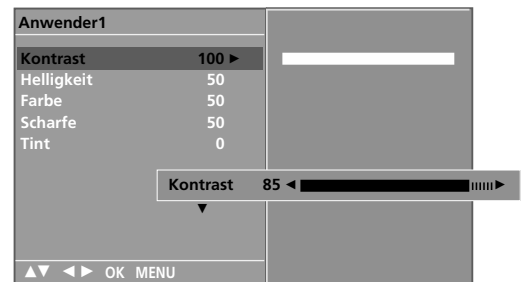 Anwender1
Kontrast 100 ►
Helligkeit 50
Farbe 50
Scharfe 50
Tint 0
Kontrast 85 ◄ ►
▼
▲▼ ◄► OK MENU